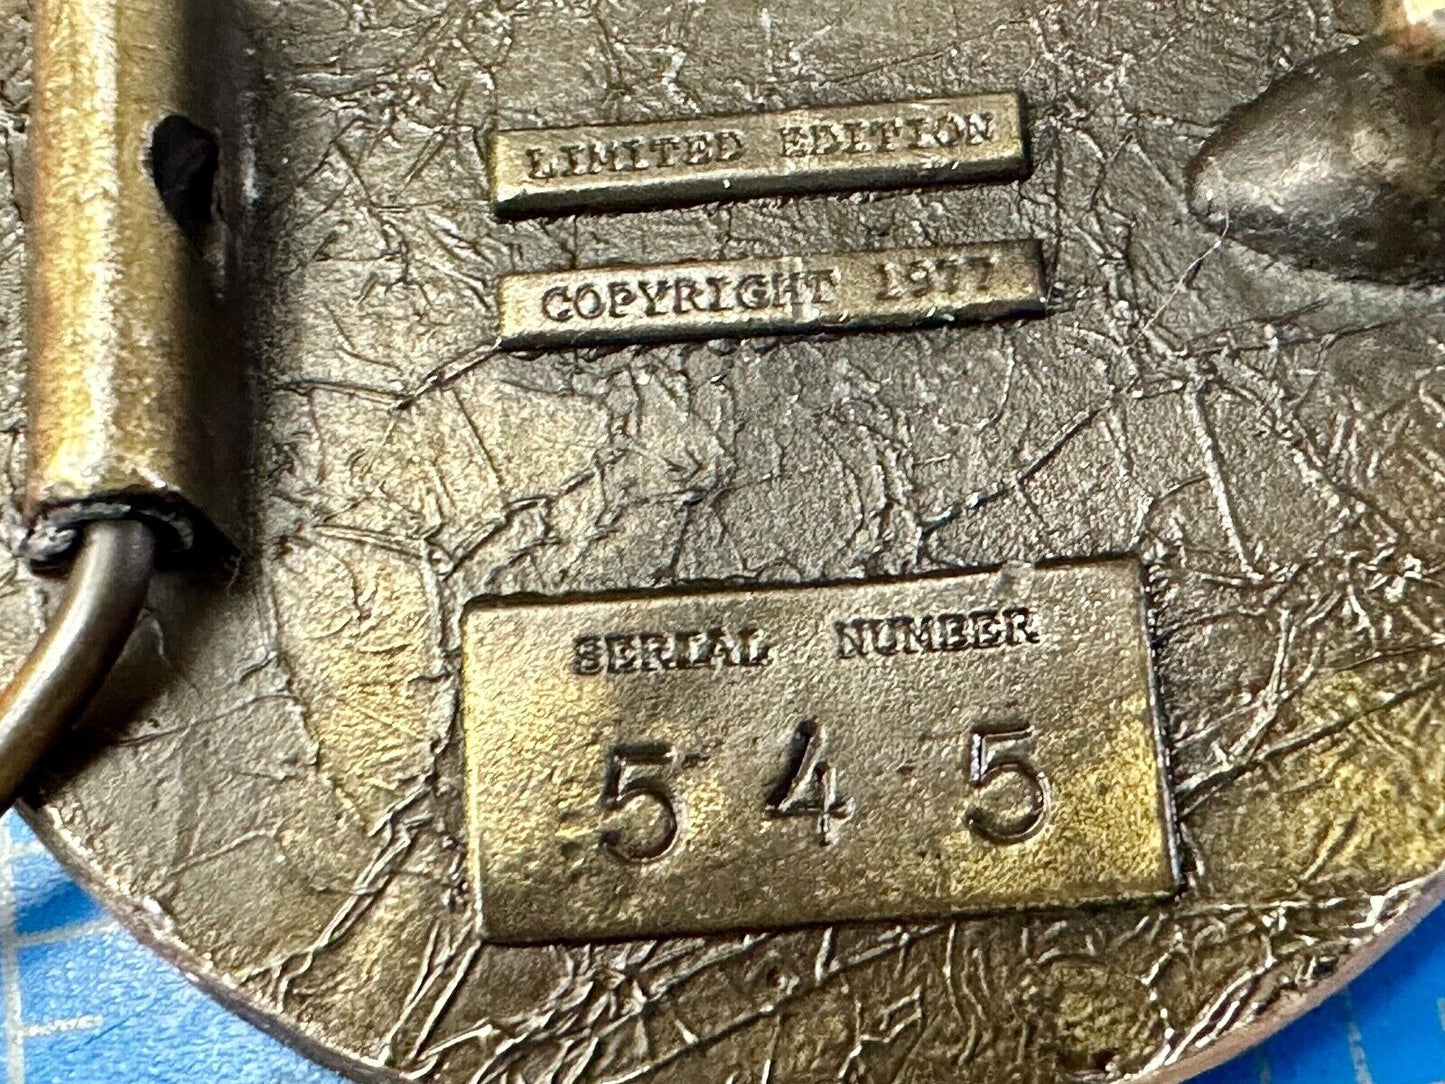 LIMITED EDITION
COPYRIGHT 1977
SERIAL NUMBER
545